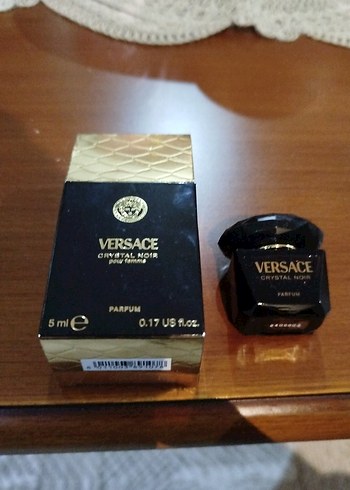 VERSACE
CRYSTAL NOIR
pour femme
PARFUM
5 ml e 0.17 US fl.oz.
VERSACE
CRYSTAL NOIR
PARFUM